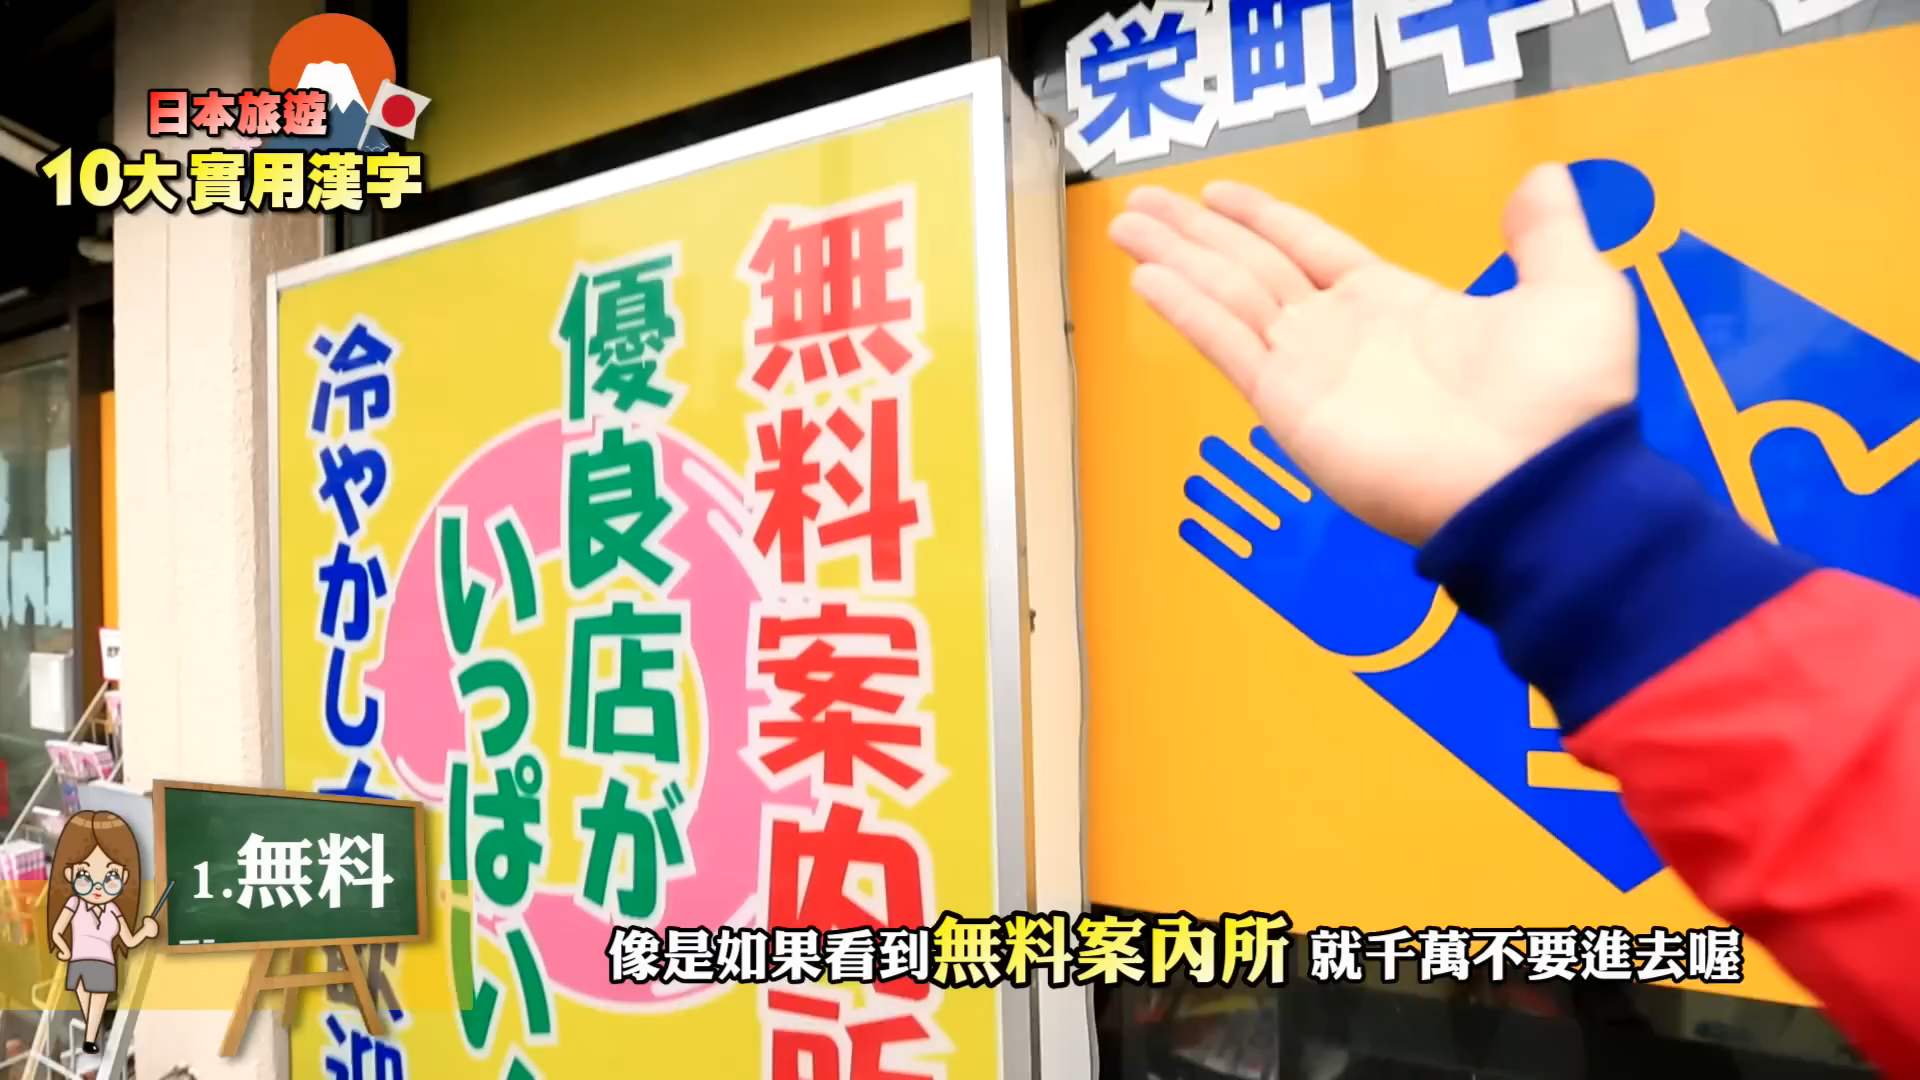 日本旅遊
10大 實用漢字
栄町
無料案内所
優良店が
いっぱい
冷やかし
1.無料
像是如果看到無料案內所 就千萬不要進去喔